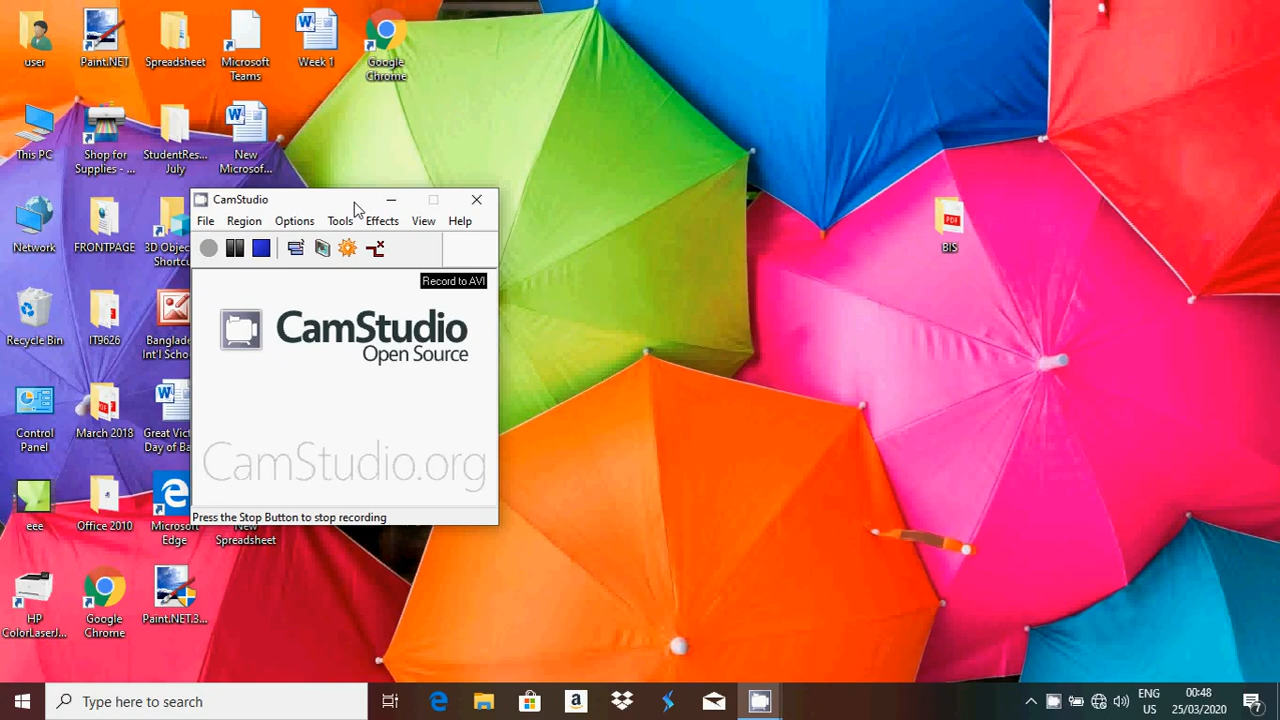 user
Paint.NET
Spreadsheet
Microsoft
Teams
Week 1
Google
Chrome
This PC
Shop for
Supplies - ...
StudentRes...
July
New
Microsof...
Network
FRONTPAGE
3D Objec
Shortcu
BIS
Recycle Bin
IT9626
Banglade
Int'l Schoo
Control
Panel
March 2018
Great Vict
Day of Ba
eee
Office 2010
Microsoft
Edge
New
Spreadsheet
HP
ColorLaserJ...
Google
Chrome
Paint.NET.3...
CamStudio
File Region Options Tools Effects View Help
Record to AVI
CamStudio
Open Source
CamStudio.org
Press the Stop Button to stop recording
Type here to search
ENG
US
00:48
25/03/2020
7